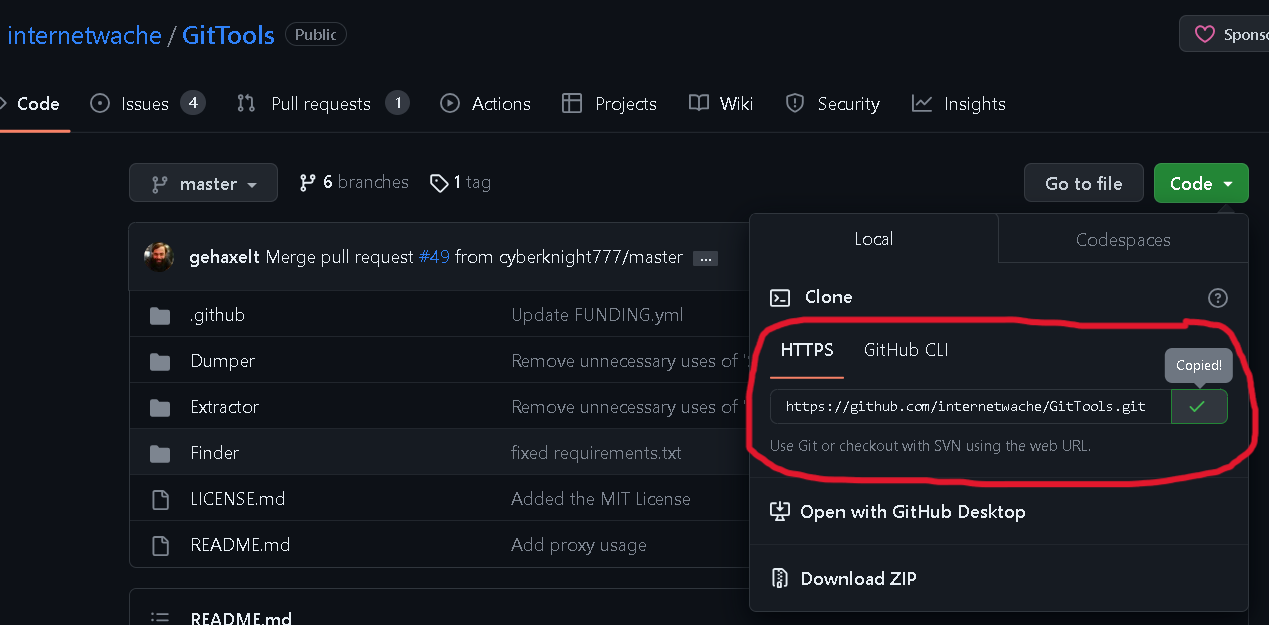 internetwache / GitTools Public
Code Issues 4 Pull requests 1 Actions Projects Wiki Security Insights
master 6 branches 1 tag Go to file Code
gehaxelt Merge pull request #49 from cyberknight777/master ...
.github Update FUNDING.yml
Dumper Remove unnecessary uses of
Extractor Remove unnecessary uses of
Finder fixed requirements.txt
LICENSE.md Added the MIT License
README.md Add proxy usage
README.md
Local Codespaces
Clone
HTTPS GitHub CLI
Copied!
https://github.com/internetwache/GitTools.git
Use Git or checkout with SVN using the web URL.
Open with GitHub Desktop
Download ZIP